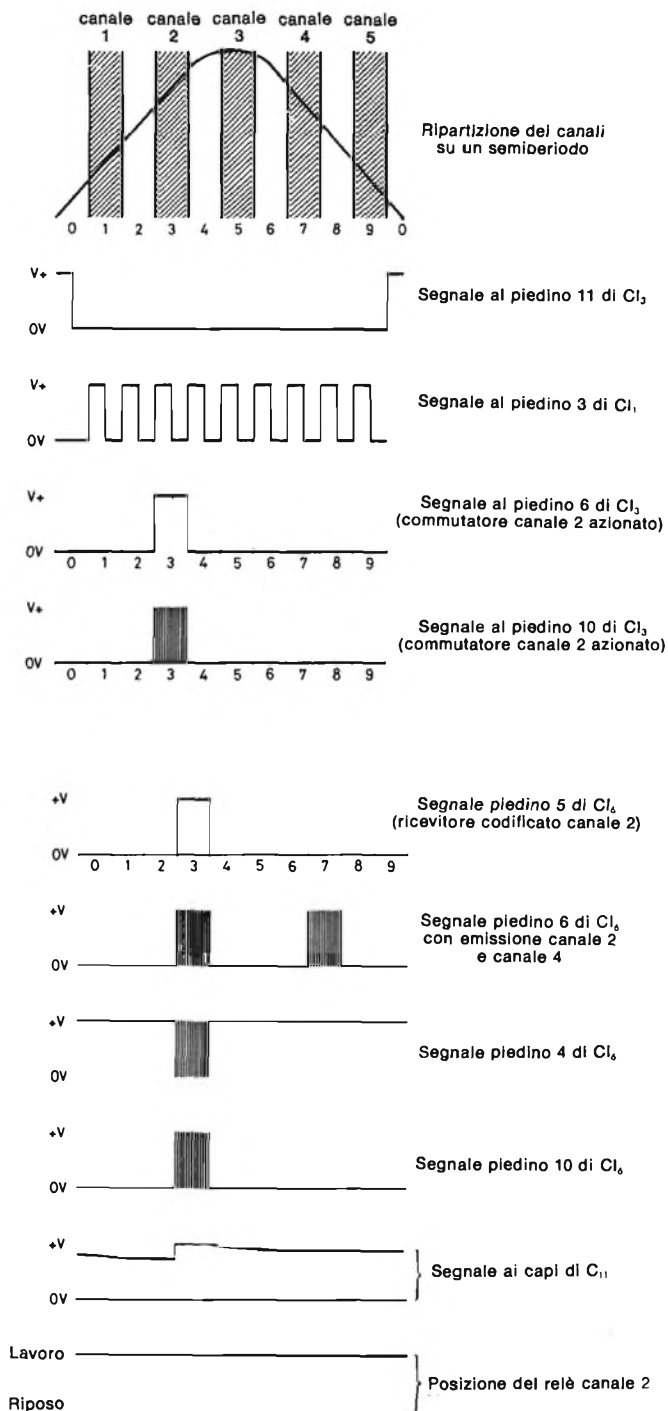 canale canale canale canale canale
1 2 3 4 5
Ripartizione dei canali
su un semiperiodo
0 1 2 3 4 5 6 7 8 9 0
V+
Segnale al piedino 11 di CI₃
0V
V+
Segnale al piedino 3 di CI₁
0V
V+
Segnale al piedino 6 di CI₃
(commutatore canale 2 azionato)
0V
0 1 2 3 4 5 6 7 8 9
V+
Segnale al piedino 10 di CI₃
(commutatore canale 2 azionato)
0V
0 1 2 3 4 5 6 7 8 9
+V
Segnale piedino 5 di CI₆
(ricevitore codificato canale 2)
0V
0 1 2 3 4 5 6 7 8 9
+V
Segnale piedino 6 di CI₆
con emissione canale 2
e canale 4
0V
+V
Segnale piedino 4 di CI₆
0V
+V
Segnale piedino 10 di CI₆
0V
+V
Segnale ai capi di C₁₁
0V
Lavoro
Posizione del relè canale 2
Riposo